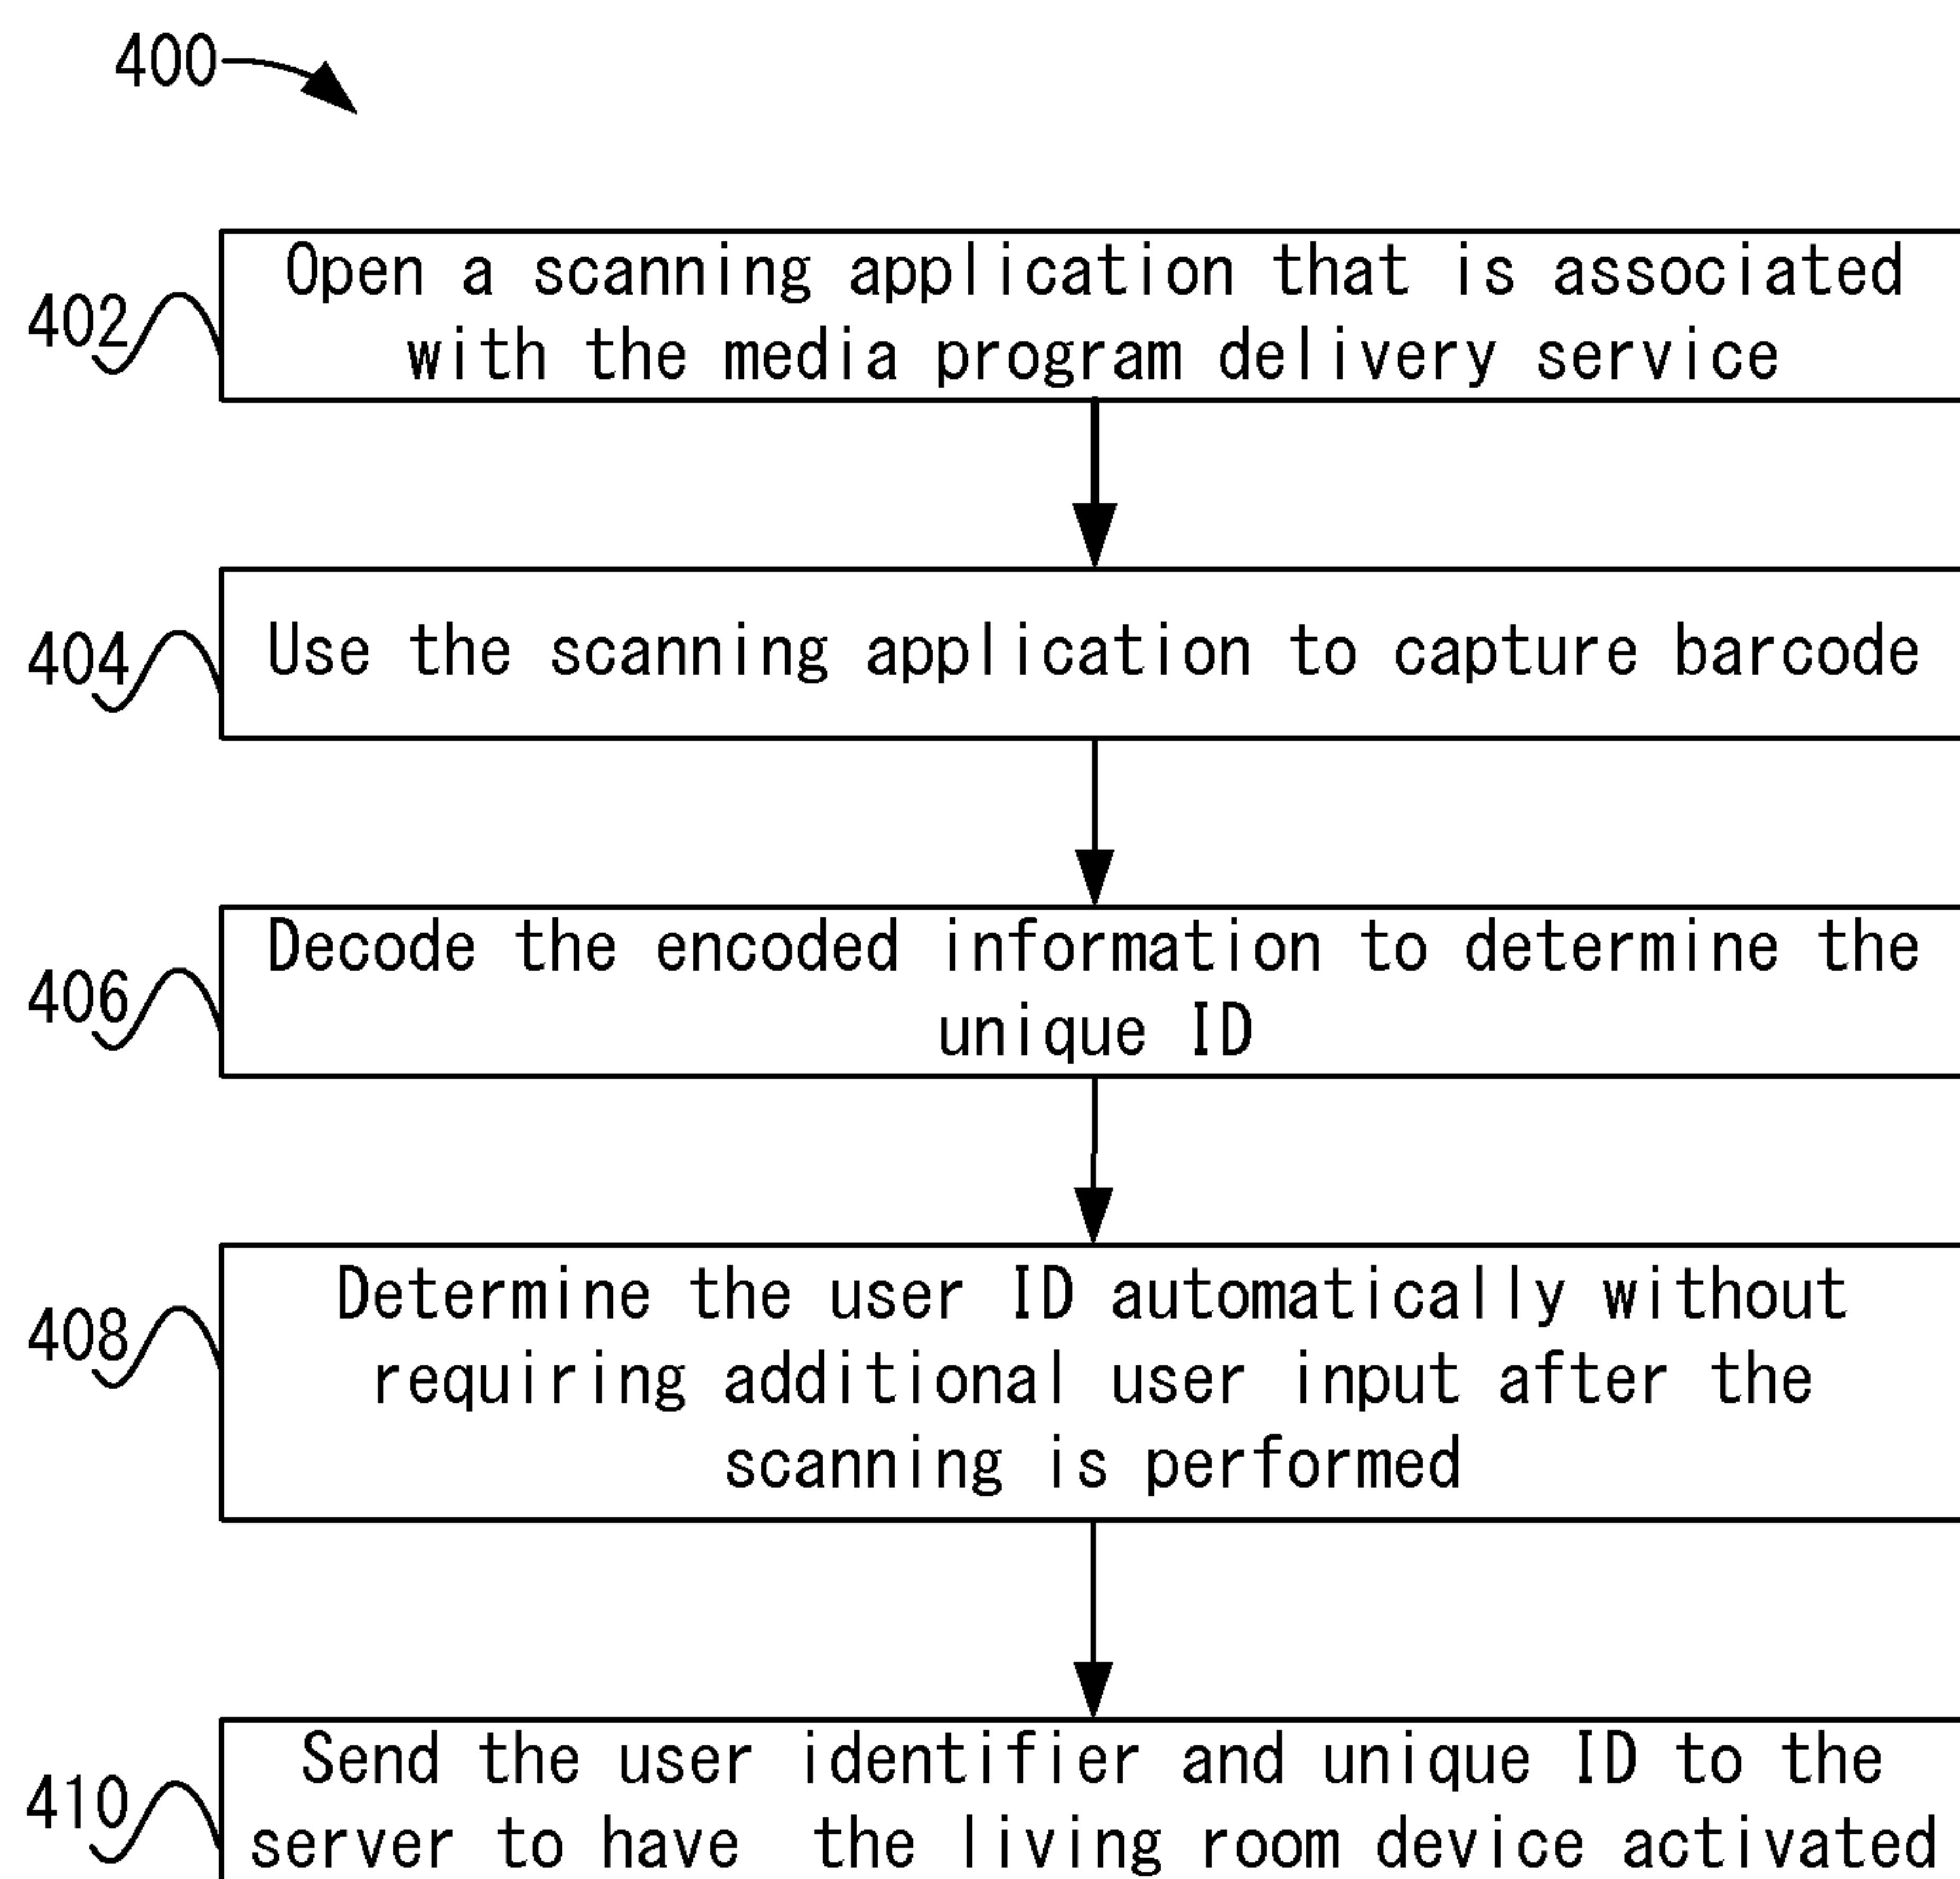 400
402
Open a scanning application that is associated
with the media program delivery service
404
Use the scanning appl cation to capture barcode
406
Decode the encoded information to determine the
unique ID
408
Determine the user ID automatically without
requiring additional user input after the
scanning is performed
410
Send the user identifier and unique ID to the
server to have the living room device activated